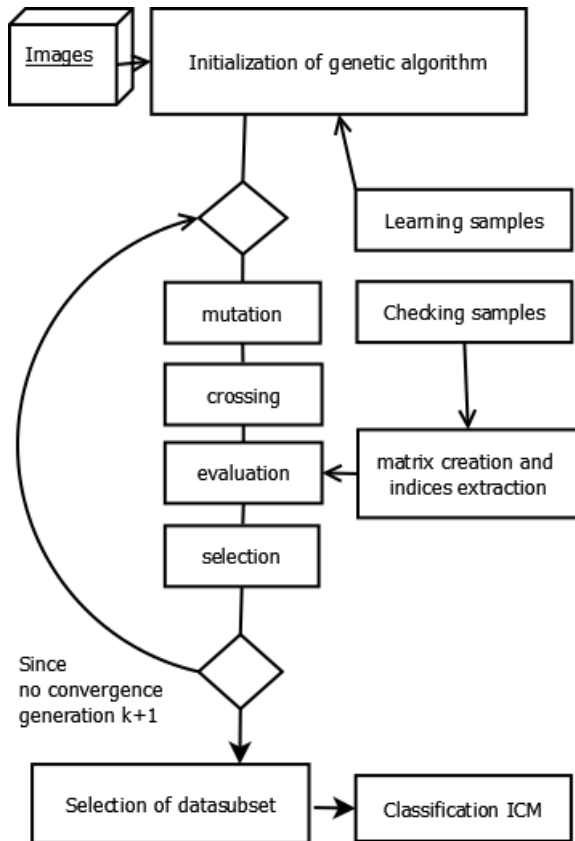 Images
Initialization of genetic algorithm
Learning samples
mutation
Checking samples
crossing
evaluation
matrix creation and
indices extraction
selection
Since
no convergence
generation k+1
Selection of datasubset
Classification ICM